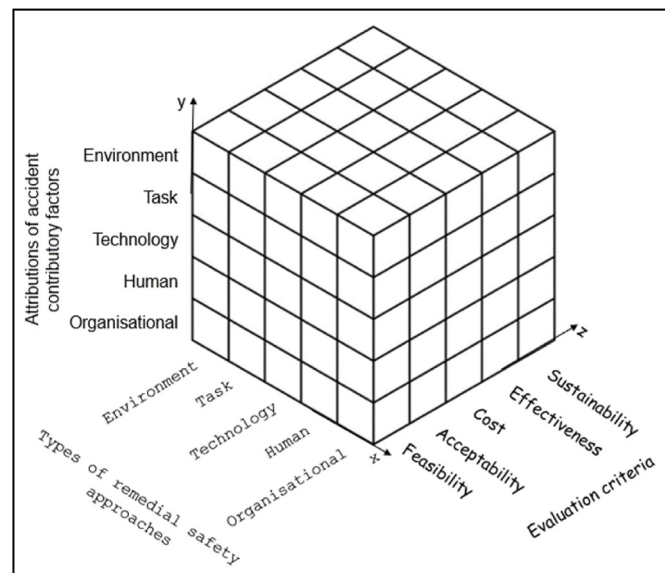 y
Attributions of accident
contributory factors
Environment
Task
Technology
Human
Organisational
Environment
Task
Technology
Human
Organisational
Types of remedial safety
approaches
x
z
Feasibility
Acceptability
Cost
Effectiveness
Sustainability
Evaluation criteria